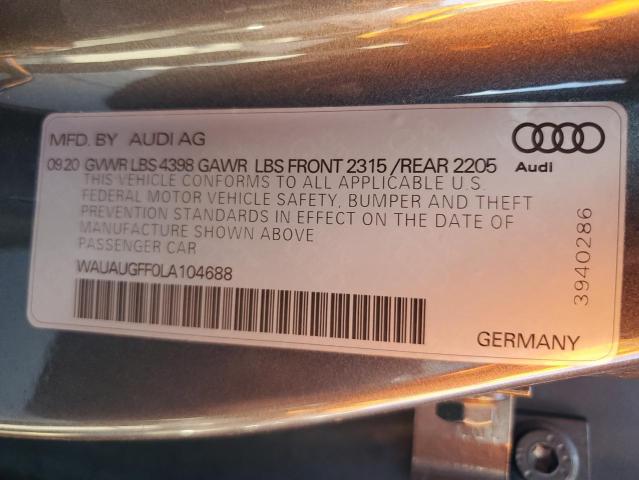 MFD. BY AUDI AG
Audi
09.20 GVWR LBS 4398 GAWR LBS FRONT 2315 /REAR 2205
THIS VEHICLE CONFORMS TO ALL APPLICABLE U.S.
FEDERAL MOTOR VEHICLE SAFETY, BUMPER AND THEFT
PREVENTION STANDARDS IN EFFECT ON THE DATE OF
MANUFACTURE SHOWN ABOVE
PASSENGER CAR
WAUAUGFF0LA104688
3940286
GERMANY